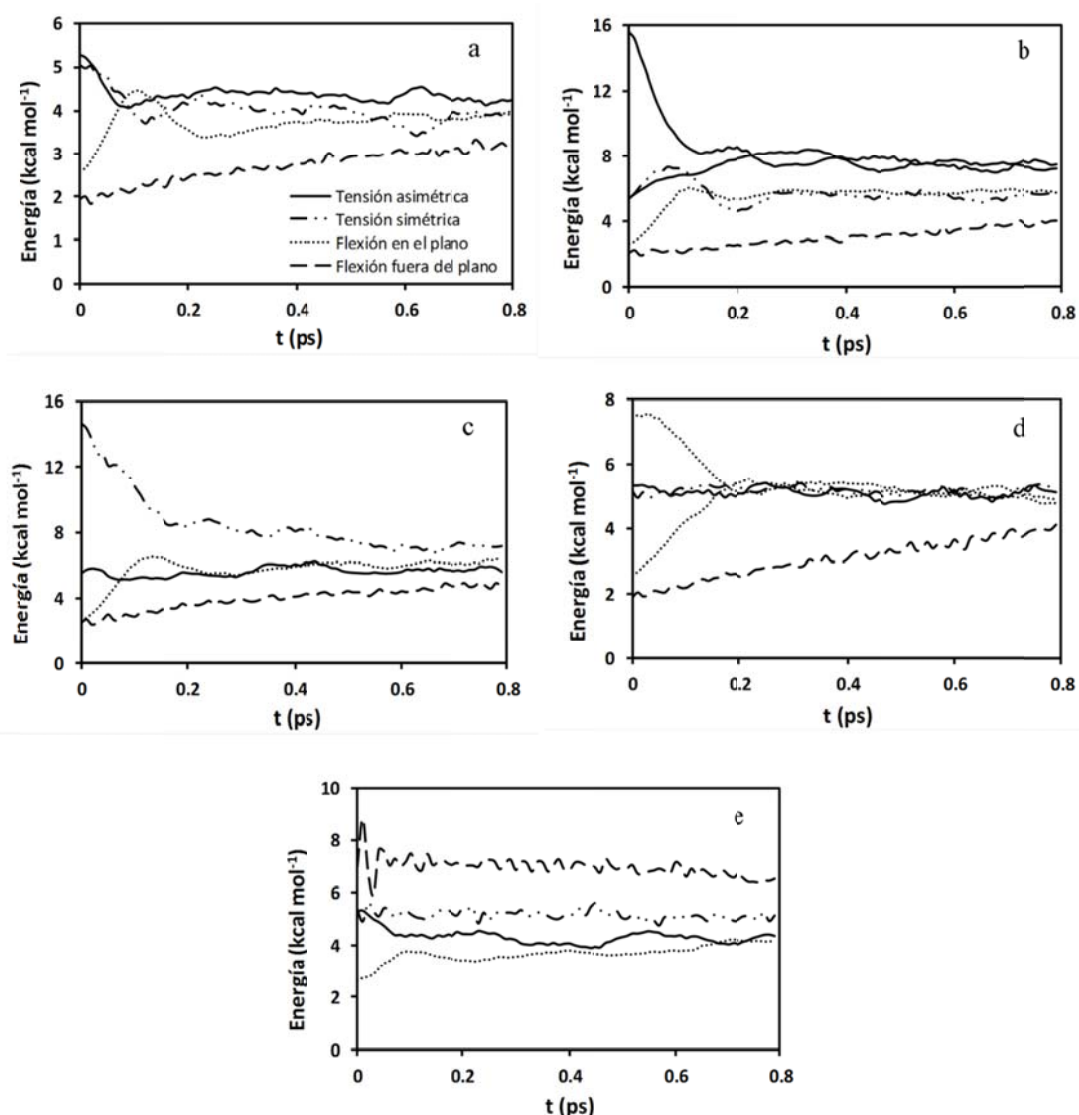 6
5
4
3
2
1
0
Energía (kcal mol⁻¹)
a
Tensión asimétrica
Tensión simétrica
Flexión en el plano
Flexión fuera del plano
0 0.2 0.4 0.6 0.8
t (ps)
16
12
8
4
0
Energía (kcal mol⁻¹)
b
0 0.2 0.4 0.6 0.8
t (ps)
16
12
8
4
0
Energía (kcal mol⁻¹)
c
0 0.2 0.4 0.6 0.8
t (ps)
8
6
4
2
0
Energía (kcal mol⁻¹)
d
0 0.2 0.4 0.6 0.8
t (ps)
10
8
6
4
2
0
Energía (kcal mol⁻¹)
e
0 0.2 0.4 0.6 0.8
t (ps)